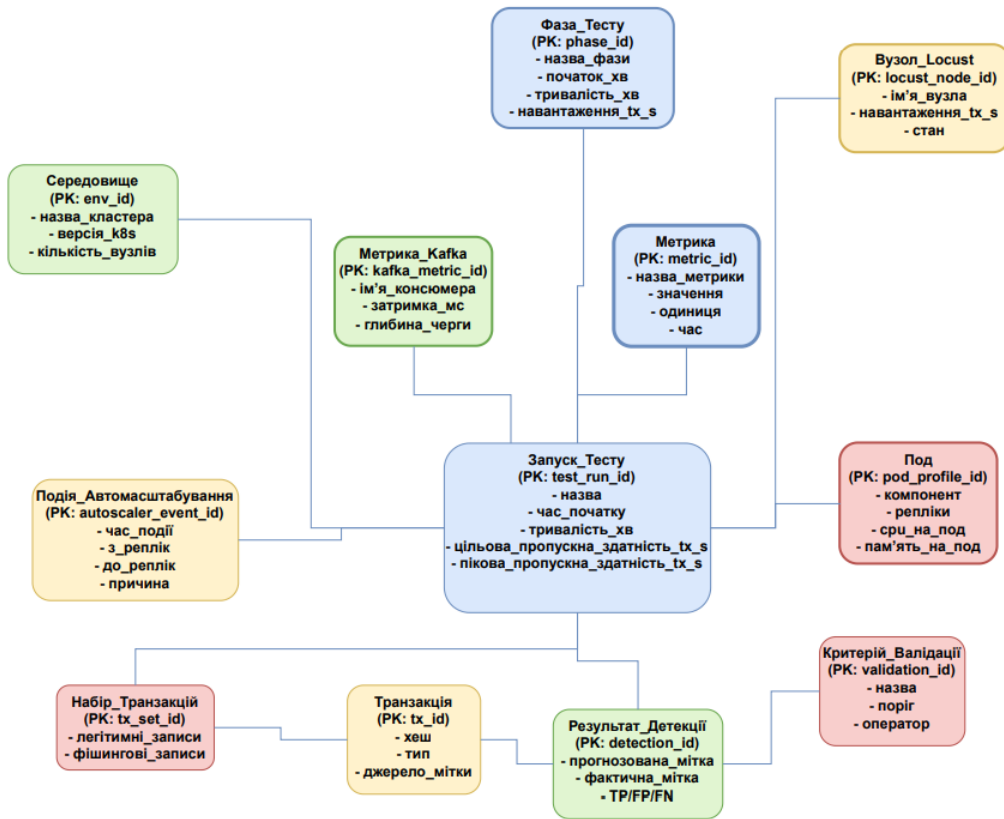 Фаза_Тесту
(PK: phase_id)
- назва_фази
- початок_хв
- тривалість_хв
- навантаження_tx_s
Вузол_Locust
(PK: locust_node_id)
- ім'я_вузла
- навантаження_tx_s
- стан
Середовище
(PK: env_id)
- назва_кластера
- версія_k8s
- кількість_вузлів
Метрика_Kafka
(PK: kafka_metric_id)
- ім'я_консюмера
- затримка_мс
- глибина_черги
Метрика
(PK: metric_id)
- назва_метрики
- значення
- одиниця
- час
Запуск_Тесту
(PK: test_run_id)
- назва
- час_початку
- тривалість_хв
- цільова_пропускна_здатність_tx_s
- пікова_пропускна_здатність_tx_s
Под
(PK: pod_profile_id)
- компонент
- репліки
- cpu_на_под
- пам'ять_на_под
Подія_Автомасштабування
(PK: autoscaler_event_id)
- час_події
- з_реплік
- до_реплік
- причина
Набір_Транзакцій
(PK: tx_set_id)
- легітимні_записи
- фішингові_записи
Транзакція
(PK: tx_id)
- хеш
- тип
- джерело_мітки
Результат_Детекції
(PK: detection_id)
- прогнозована_мітка
- фактична_мітка
- TP/FP/FN
Критерій_Валідації
(PK: validation_id)
- назва
- поріг
- оператор